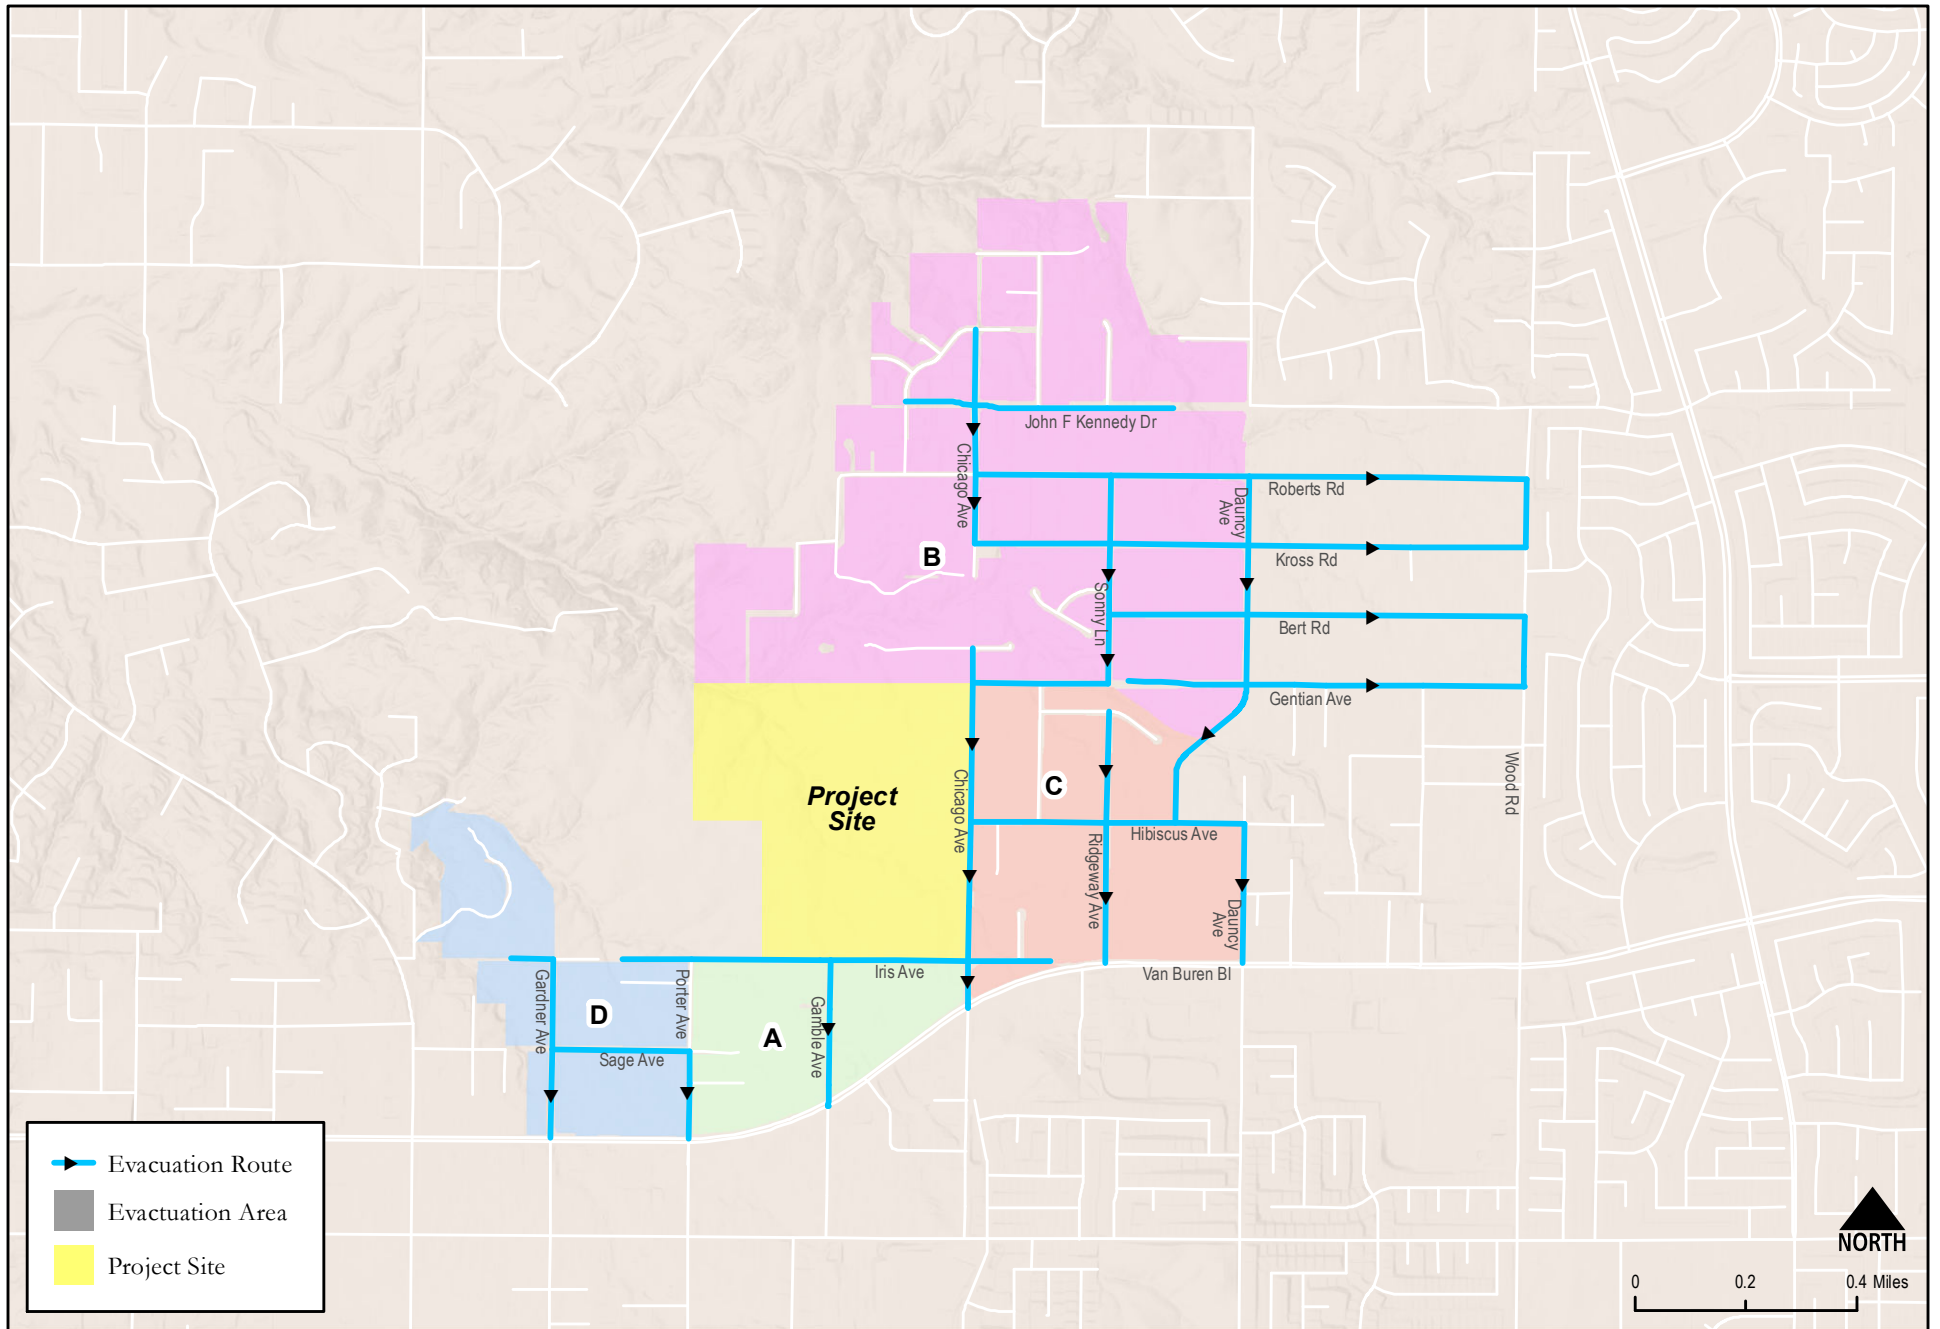 John F Kennedy Dr
Chicago Ave
Roberts Rd
Dauncy
Ave
B
Kross Rd
Sonny Ln
Bert Rd
Gentian Ave
Project
Site
Chicago Ave
C
Wood Rd
Hibiscus Ave
Ridgeway Ave
Dauncy
Ave
Iris Ave
Van Buren Bl
Gardner Ave
D
Porter Ave
A
Gamble Ave
Sage Ave
Evacuation Route
Evactuation Area
Project Site
NORTH
0 0.2 0.4 Miles